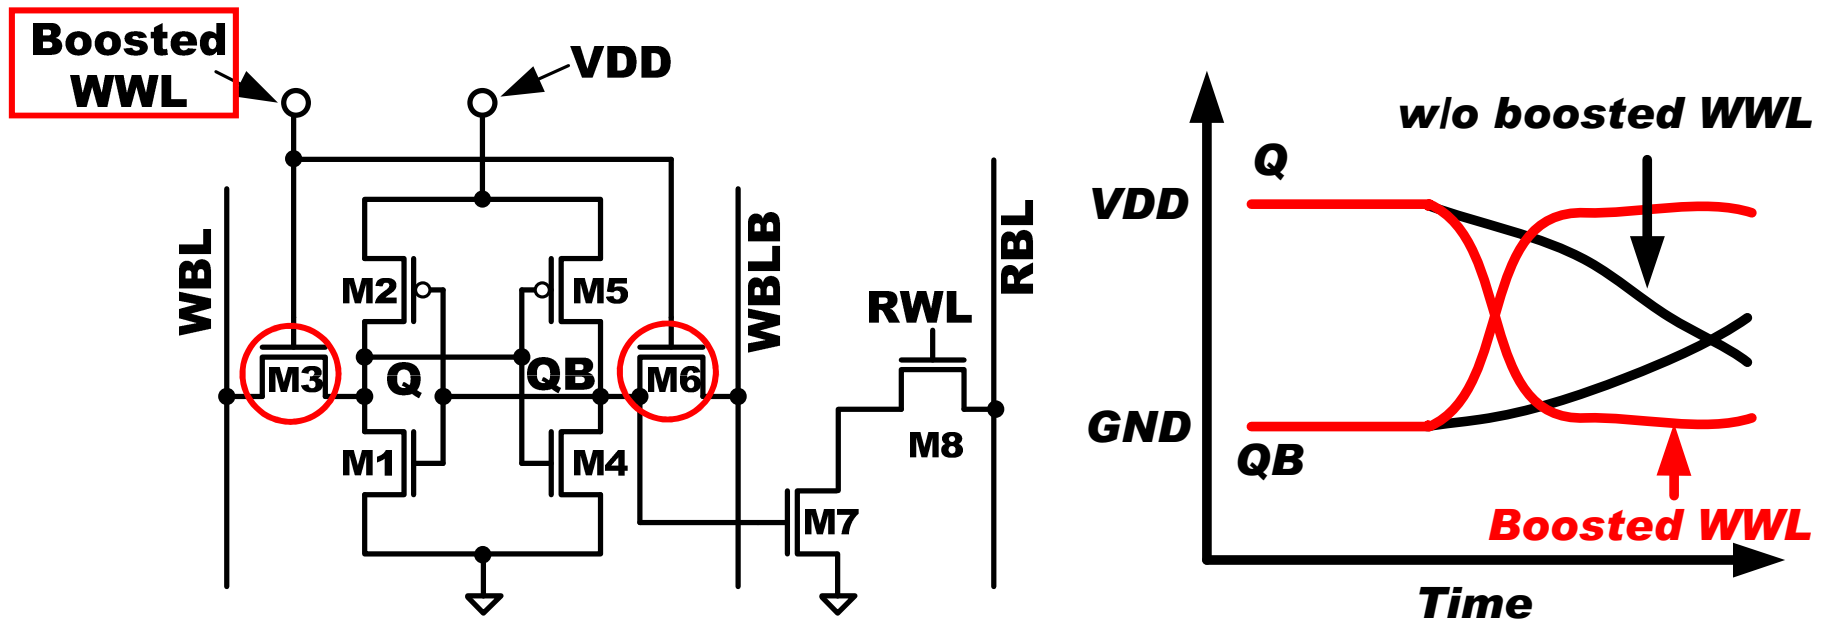 Boosted
WWL
VDD
WBL
M2
M5
M3
Q
QB
M6
WBLB
M1
M4
RWL
RBL
M8
M7
w/o boosted WWL
Q
VDD
GND
QB
Boosted WWL
Time